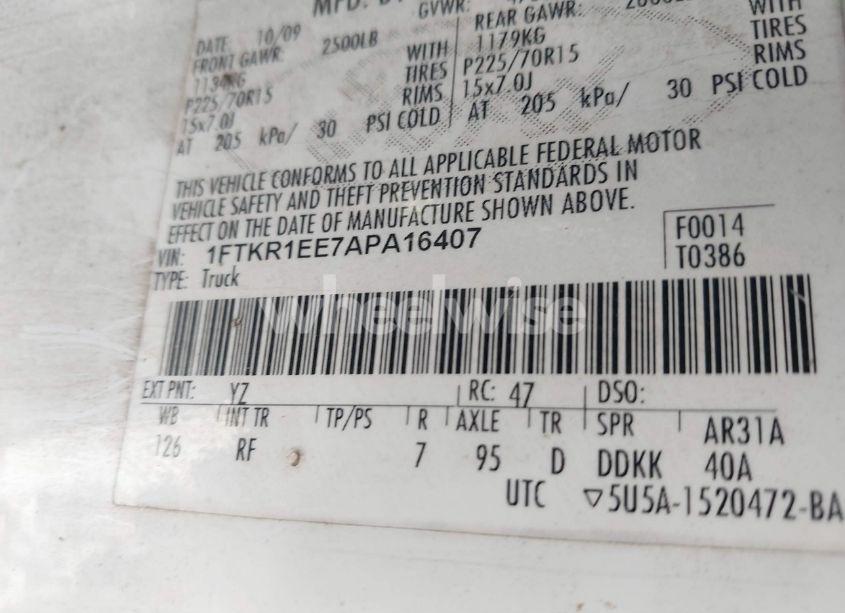 MFD.
GVWR:
DATE: 10/09
FRONT GAWR: 2500LB
1134KG WITH
P225/70R15 TIRES
15x7.0J RIMS
AT 205 kPa/ 30 PSI COLD
REAR GAWR:
1179KG WITH
P225/70R15 TIRES
15x7.0J RIMS
AT 205 kPa/ 30 PSI COLD
THIS VEHICLE CONFORMS TO ALL APPLICABLE FEDERAL MOTOR
VEHICLE SAFETY AND THEFT PREVENTION STANDARDS IN
EFFECT ON THE DATE OF MANUFACTURE SHOWN ABOVE.
VIN: 1FTKR1EE7APA16407
TYPE: Truck
F0014
T0386
wheelwise
EXT PNT: YZ RC: 47 DSO:
WB INT TR TP/PS R AXLE TR SPR AR31A
126 RF 7 95 D DDKK 40A
UTC ▽5U5A-1520472-BA